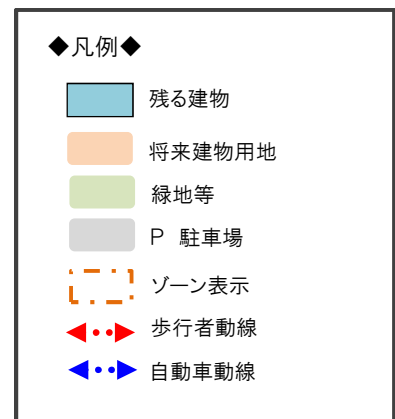 ◆凡例◆
残る建物
将来建物用地
緑地等
P 駐車場
ゾーン表示
歩行者動線
自動車動線